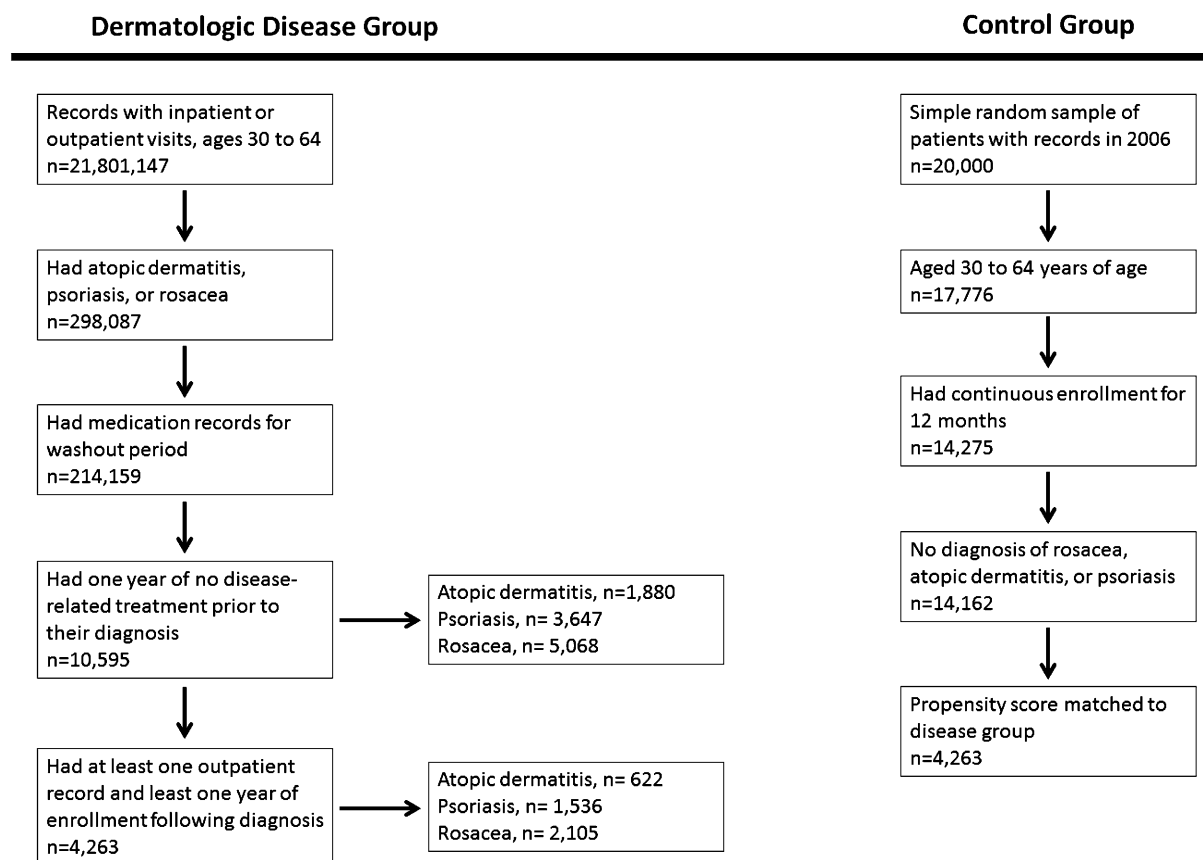 Dermatologic Disease Group
Control Group
Records with inpatient or
outpatient visits, ages 30 to 64
n=21,801,147
Had atopic dermatitis,
psoriasis, or rosacea
n=298,087
Had medication records for
washout period
n=214,159
Had one year of no disease-
related treatment prior to
their diagnosis
n=10,595
Atopic dermatitis, n=1,880
Psoriasis, n= 3,647
Rosacea, n= 5,068
Had at least one outpatient
record and least one year of
enrollment following diagnosis
n=4,263
Atopic dermatitis, n= 622
Psoriasis, n= 1,536
Rosacea, n= 2,105
Simple random sample of
patients with records in 2006
n=20,000
Aged 30 to 64 years of age
n=17,776
Had continuous enrollment for
12 months
n=14,275
No diagnosis of rosacea,
atopic dermatitis, or psoriasis
n=14,162
Propensity score matched to
disease group
n=4,263